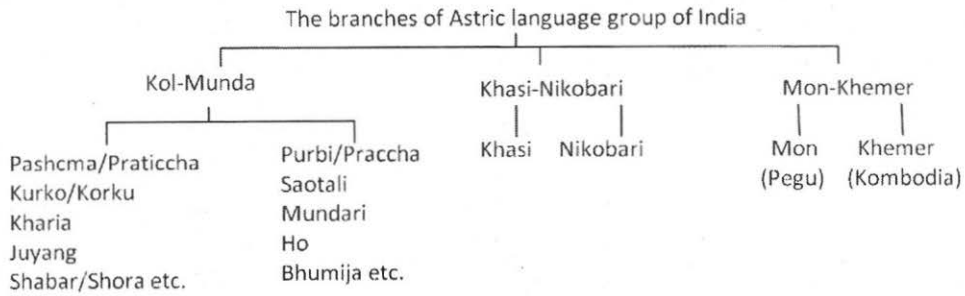 The branches of Astric language group of India
Kol-Munda
Khasi-Nikobari
Mon-Khemer
Pashcma/Praticcha
Kurko/Korku
Kharia
Juyang
Shabar/Shora etc.
Purbi/Praccha
Saotali
Mundari
Ho
Bhumija etc.
Khasi
Nikobari
Mon
(Pegu)
Khemer
(Kombodia)